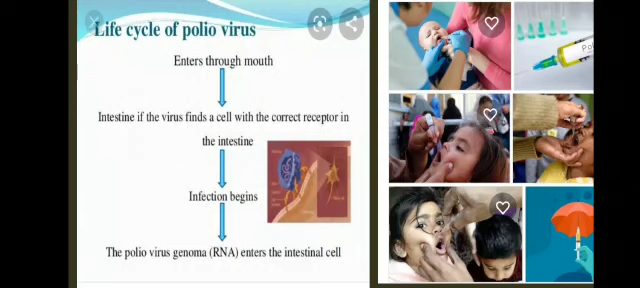 Life cycle of polio virus
Enters through mouth
Intestine if the virus finds a cell with the correct receptor in
the intestine
Infection begins
The polio virus genoma (RNA) enters the intestinal cell